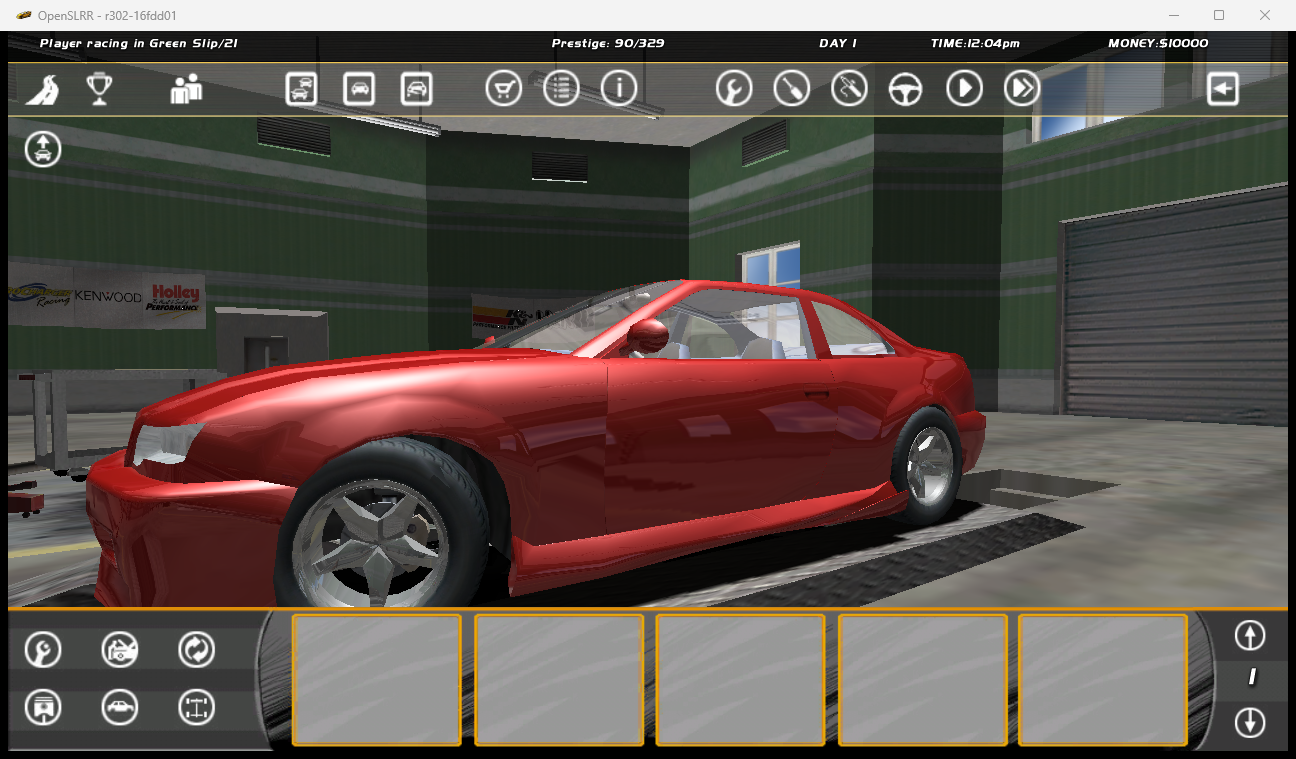 OpenSLRR - r302-16fdd01
Player racing in Green Slip/21 Prestige: 90/329 DAY 1 TIME:12:04pm MONEY:$10000
Racing KENWOOD Holley
PERFORMANCE
1